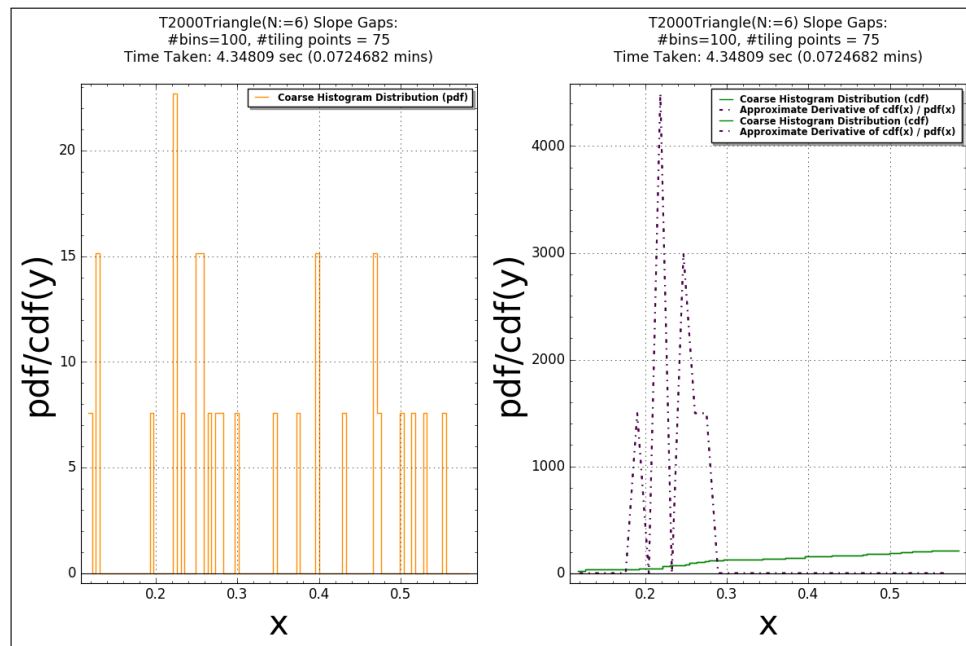 T2000Triangle(N:=6) Slope Gaps:
#bins=100, #tiling points = 75
Time Taken: 4.34809 sec (0.0724682 mins)
Coarse Histogram Distribution (pdf)
pdf/cdf(y)
20
15
10
5
0
0.2
0.3
0.4
0.5
x
T2000Triangle(N:=6) Slope Gaps:
#bins=100, #tiling points = 75
Time Taken: 4.34809 sec (0.0724682 mins)
Coarse Histogram Distribution (cdf)
Approximate Derivative of cdf(x) / pdf(x)
Coarse Histogram Distribution (cdf)
Approximate Derivative of cdf(x) / pdf(x)
pdf/cdf(y)
4000
3000
2000
1000
0
0.2
0.3
0.4
0.5
x